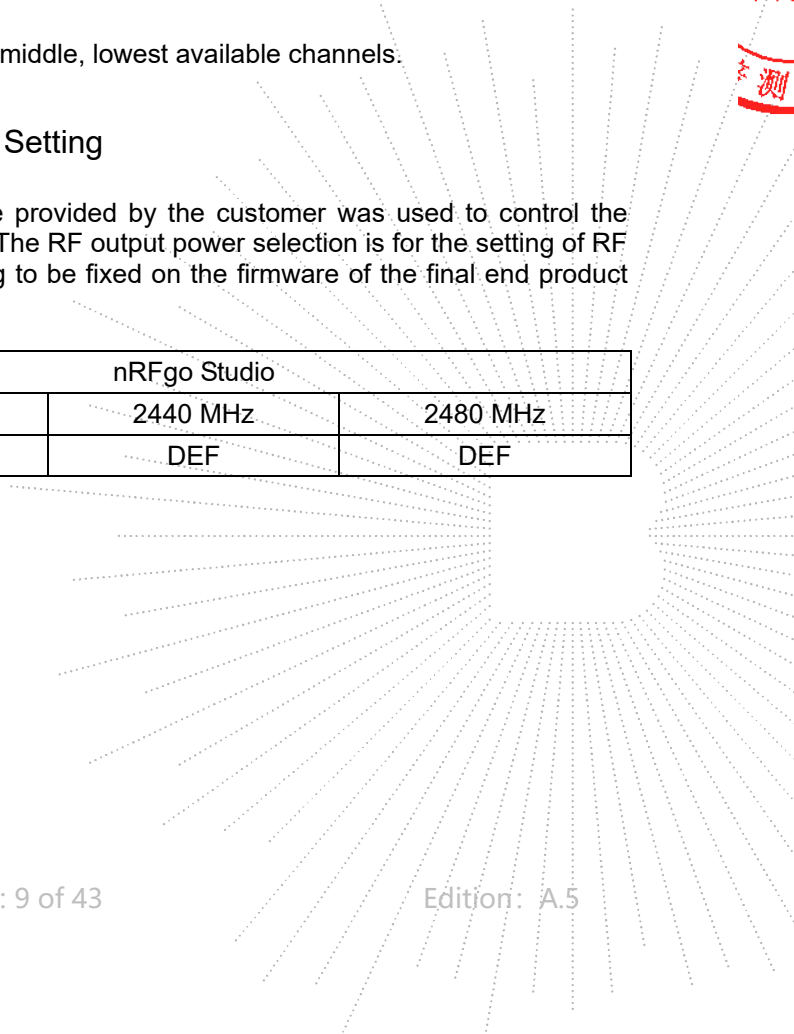 middle, lowest available channels.
测
Setting
provided by the customer was used to control the
The RF output power selection is for the setting of RF
to be fixed on the firmware of the final end product
nRFgo Studio
2440 MHz 2480 MHz
DEF DEF
: 9 of 43 Edition: A.5